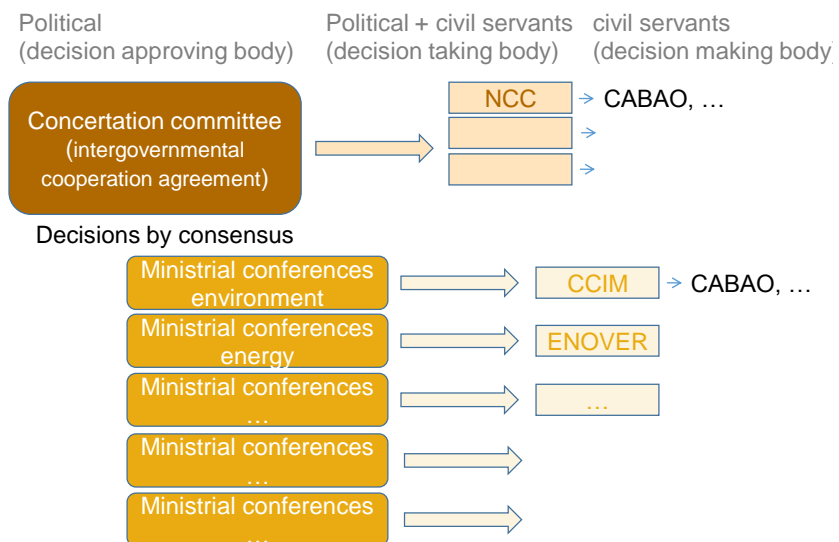 Political
(decision approving body)
Political + civil servants
(decision taking body)
civil servants
(decision making body)
Concertation committee
(intergovernmental
cooperation agreement)
NCC
CABAO, …
Decisions by consensus
Ministrial conferences
environment
CCIM
CABAO, …
Ministrial conferences
energy
ENOVER
Ministrial conferences
…
…
Ministrial conferences
…
Ministrial conferences
…